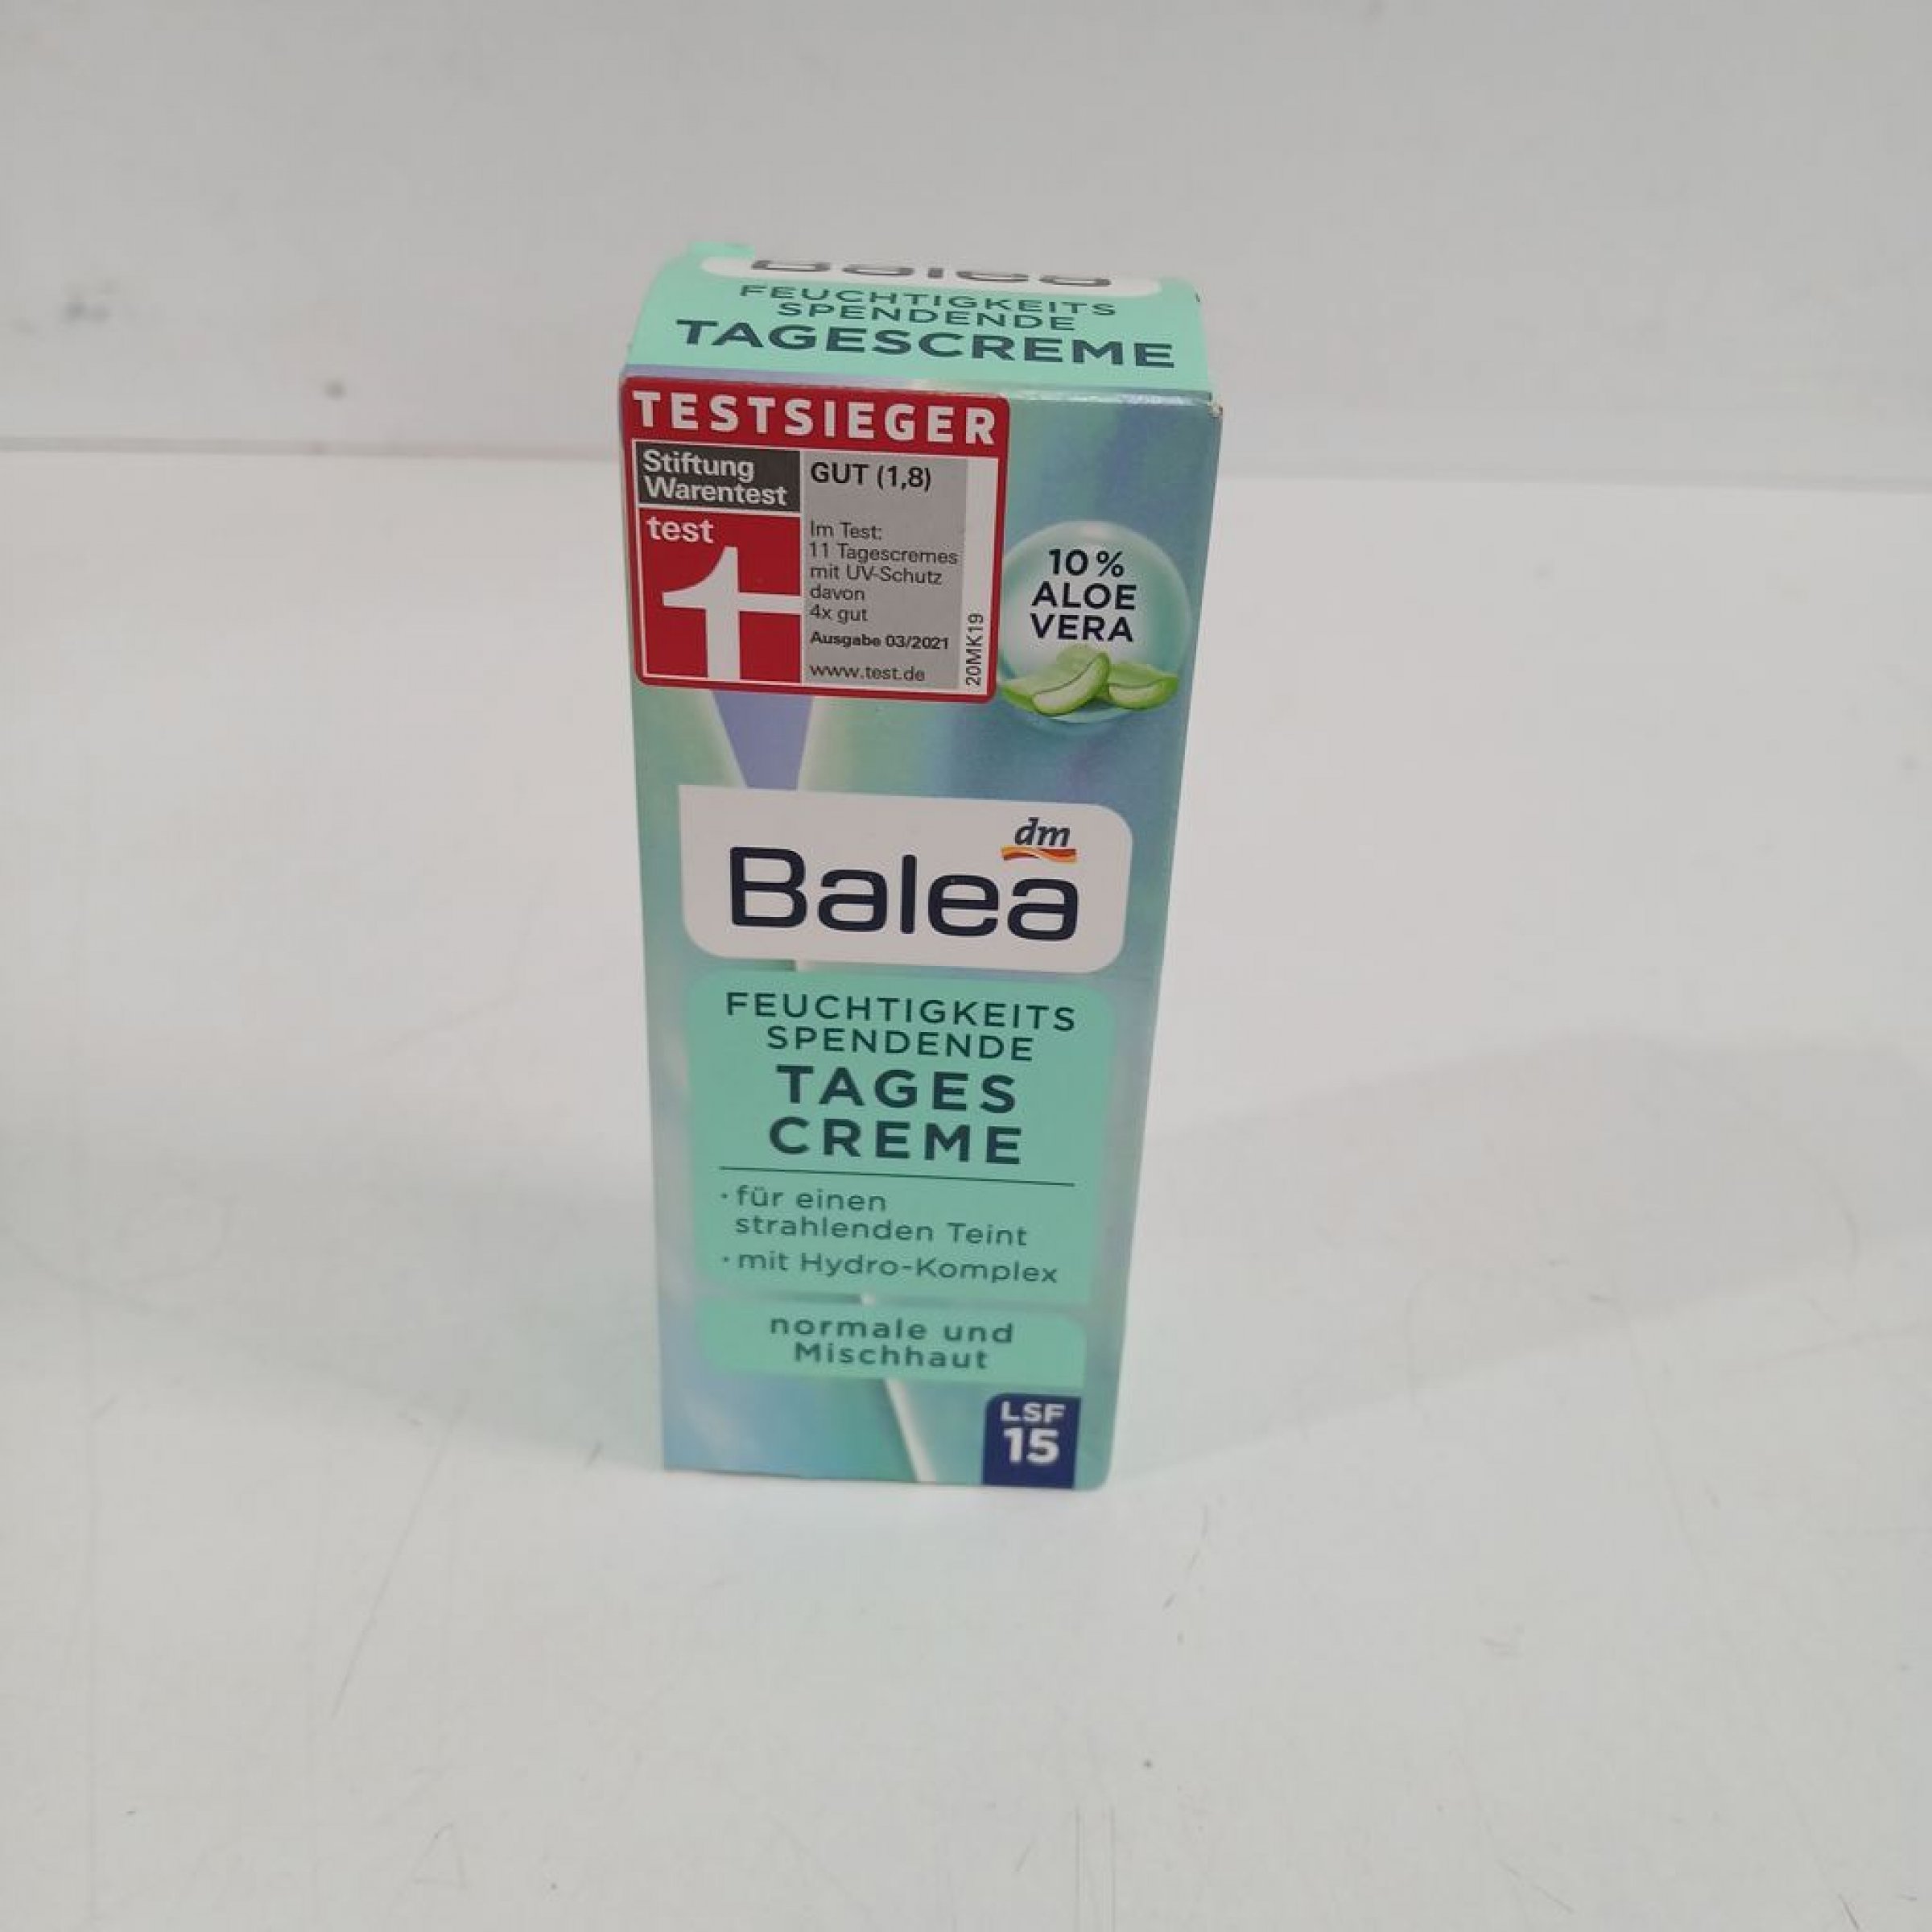 Balea
FEUCHTIGKEITS
SPENDENDE
TAGESCREME
TESTSIEGER
Stiftung
Warentest
test
GUT (1,8)
Im Test:
11 Tagescremes
mit UV-Schutz
davon
4x gut
Ausgabe 03/2021
www.test.de
20MK19
10%
ALOE
VERA
dm
Balea
FEUCHTIGKEITS
SPENDENDE
TAGES
CREME
· für einen
strahlenden Teint
· mit Hydro-Komplex
normale und
Mischhaut
LSF
15